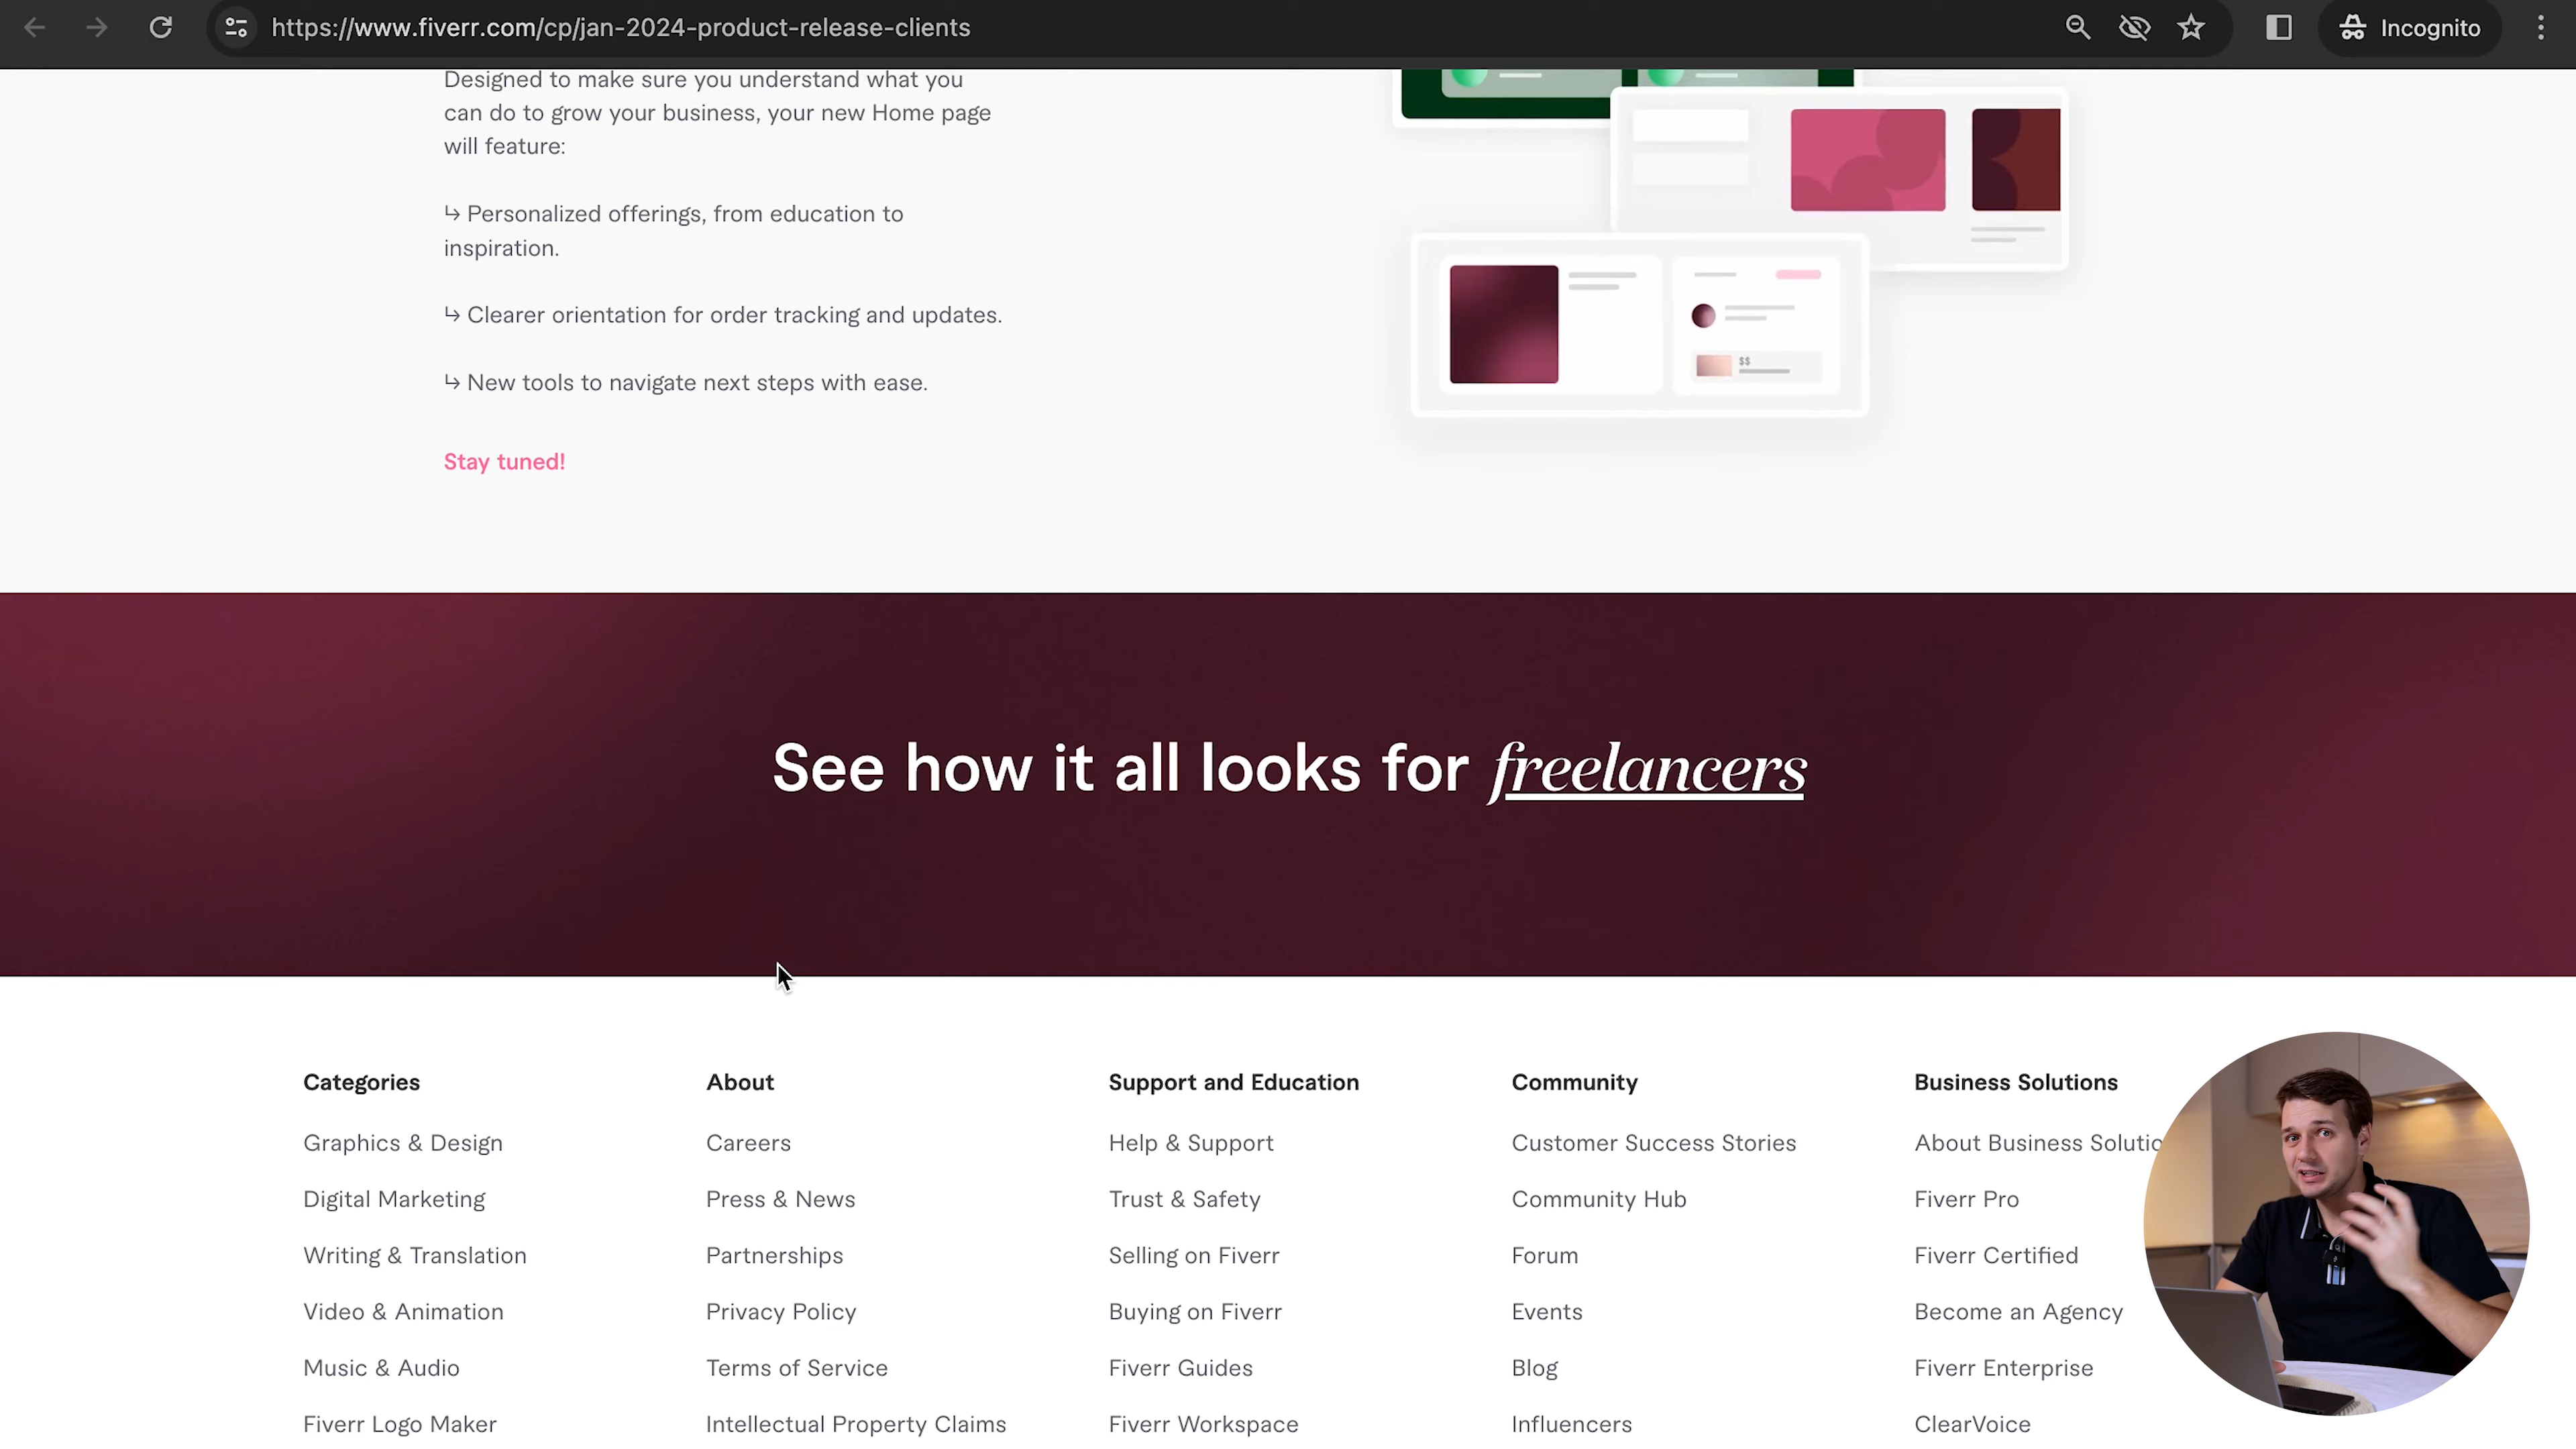 https://www.fiverr.com/cp/jan-2024-product-release-clients
Incognito
Designed to make sure you understand what you
can do to grow your business, your new Home page
will feature:
↳ Personalized offerings, from education to
inspiration.
↳ Clearer orientation for order tracking and updates.
↳ New tools to navigate next steps with ease.
Stay tuned!
$$
See how it all looks for freelancers
Categories
Graphics & Design
Digital Marketing
Writing & Translation
Video & Animation
Music & Audio
Fiverr Logo Maker
About
Careers
Press & News
Partnerships
Privacy Policy
Terms of Service
Intellectual Property Claims
Support and Education
Help & Support
Trust & Safety
Selling on Fiverr
Buying on Fiverr
Fiverr Guides
Fiverr Workspace
Community
Customer Success Stories
Community Hub
Forum
Events
Blog
Influencers
Business Solutions
About Business Solutio
Fiverr Pro
Fiverr Certified
Become an Agency
Fiverr Enterprise
ClearVoice